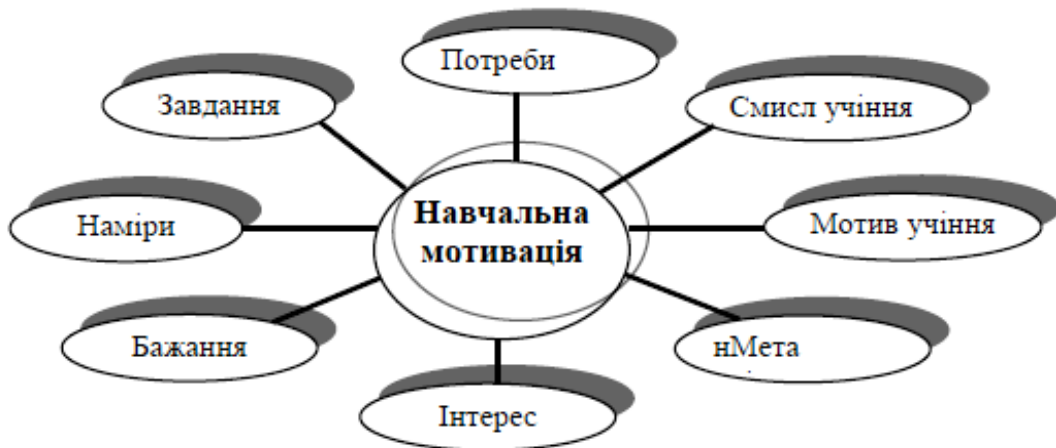 Потреби
Завдання
Смисл учіння
Навчальна
мотивація
Наміри
Мотив учіння
Бажання
нМета
Інтерес